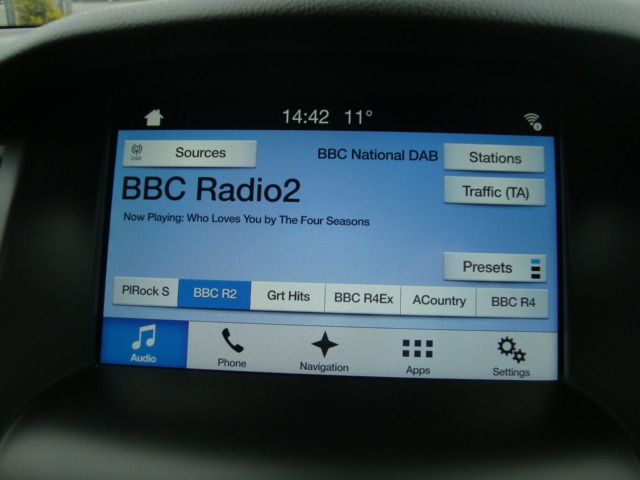 14:42 11°
DAB
Sources
BBC National DAB
Stations
BBC Radio2
Traffic (TA)
Now Playing: Who Loves You by The Four Seasons
Presets
PlRock S
BBC R2
Grt Hits
BBC R4Ex
ACountry
BBC R4
Audio
Phone
Navigation
Apps
Settings